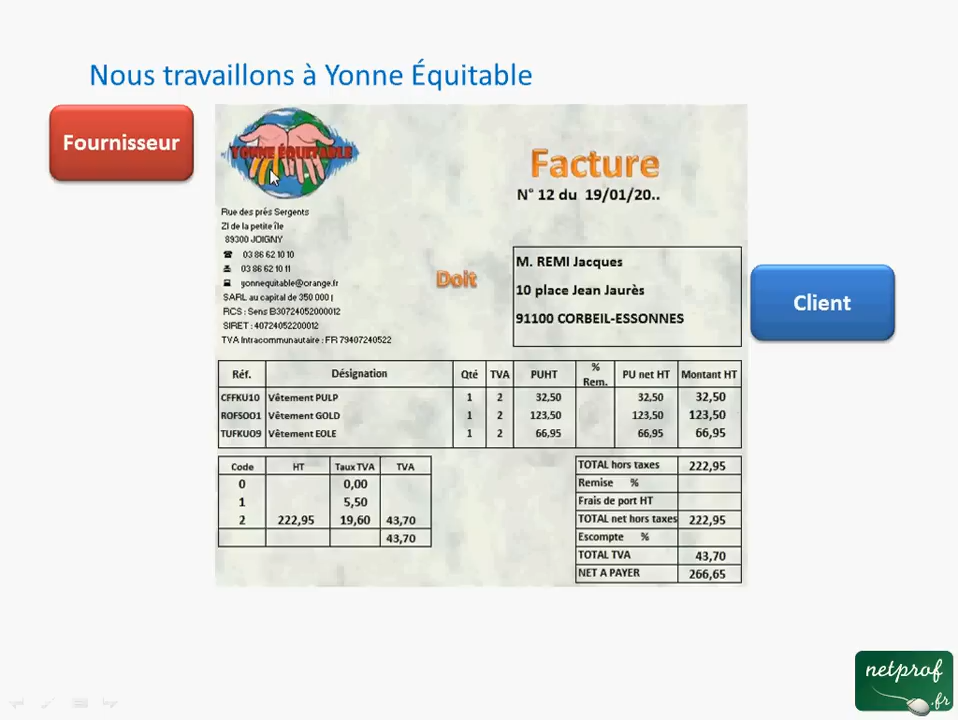 Nous travaillons à Yonne Équitable
Fournisseur
YONNE ÉQUITABLE
Facture
N° 12 du 19/01/20..
Rue des prés Sergents
ZI de la petite île
89300 JOIGNY
03 86 62 10 10
03 86 62 10 11
yonnequitable@orange.fr
SARL au capital de 350 000 |
RCS : Sens B30724052000012
SIRET : 40724052200012
TVA Intracommunautaire : FR 79407240522
Doit
M. REMI Jacques
10 place Jean Jaurès
91100 CORBEIL-ESSONNES
Client
Réf. Désignation Qté TVA PUHT % Rem. PU net HT Montant HT
CFFKU10 Vêtement PULP 1 2 32,50 32,50 32,50
ROFSO01 Vêtement GOLD 1 2 123,50 123,50 123,50
TUFKUO9 Vêtement EOLE 1 2 66,95 66,95 66,95
Code HT Taux TVA TVA
0 0,00
1 5,50
2 222,95 19,60 43,70
43,70
TOTAL hors taxes 222,95
Remise %
Frais de port HT
TOTAL net hors taxes 222,95
Escompte %
TOTAL TVA 43,70
NET A PAYER 266,65
netprof
.fr